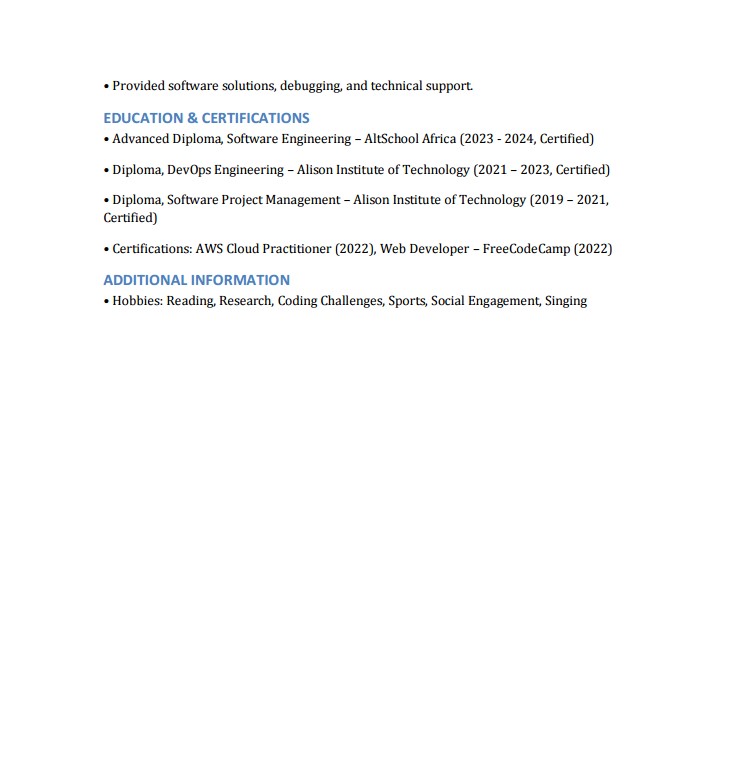 • Provided software solutions, debugging, and technical support.
EDUCATION & CERTIFICATIONS
• Advanced Diploma, Software Engineering – AltSchool Africa (2023 - 2024, Certified)
• Diploma, DevOps Engineering – Alison Institute of Technology (2021 – 2023, Certified)
• Diploma, Software Project Management – Alison Institute of Technology (2019 – 2021,
Certified)
• Certifications: AWS Cloud Practitioner (2022), Web Developer – FreeCodeCamp (2022)
ADDITIONAL INFORMATION
• Hobbies: Reading, Research, Coding Challenges, Sports, Social Engagement, Singing